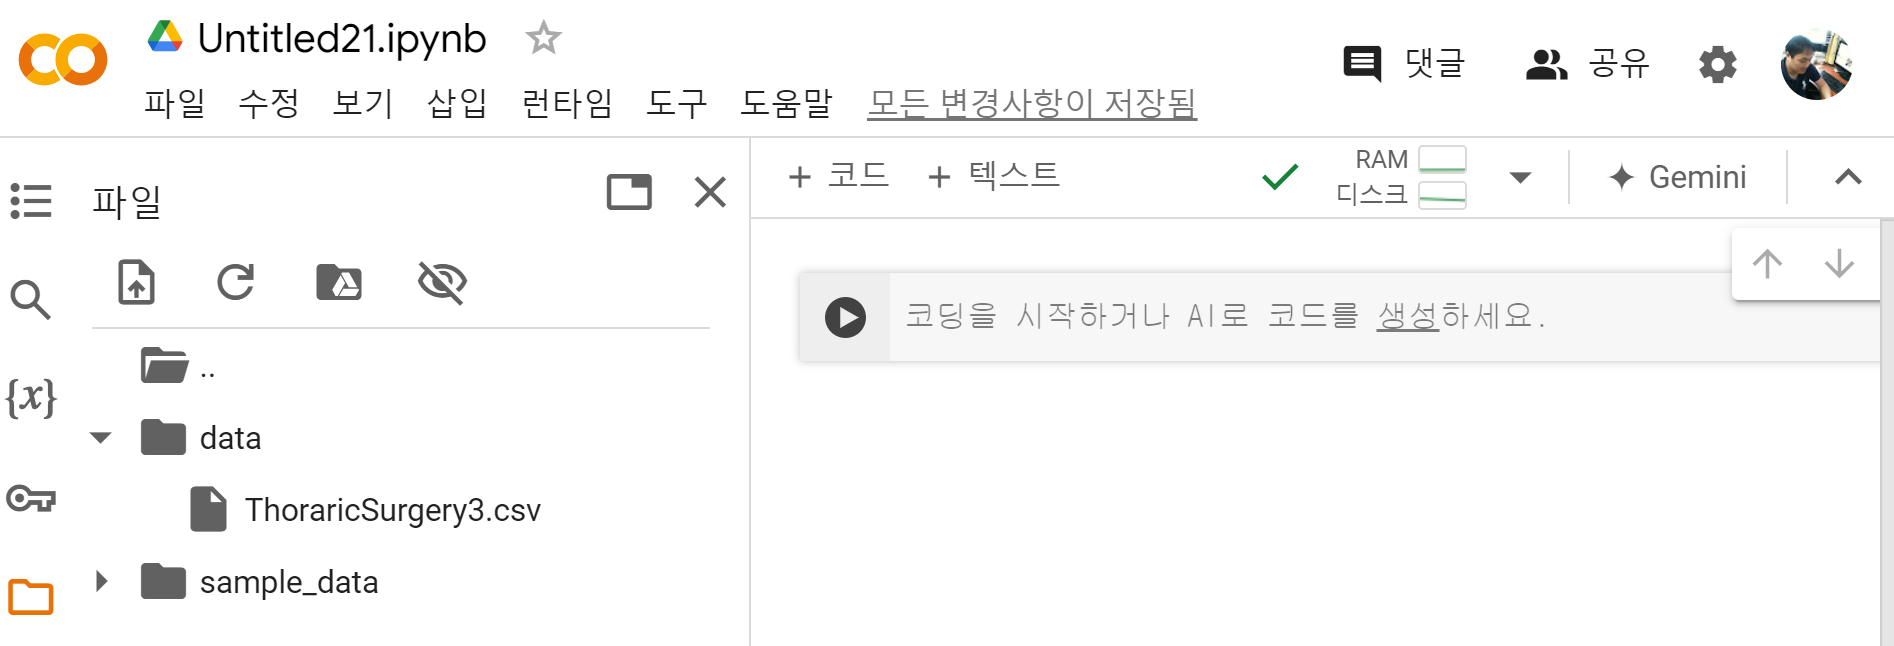 Untitled21.ipynb
댓글 공유
파일 수정 보기 삽입 런타임 도구 도움말 모든 변경사항이 저장됨
파일
+ 코드 + 텍스트
RAM
디스크
Gemini
{x}
코딩을 시작하거나 AI로 코드를 생성하세요.
..
data
ThoraricSurgery3.csv
sample_data